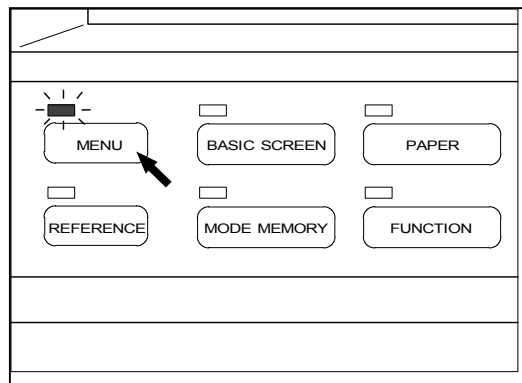 MENU
BASIC SCREEN
PAPER
REFERENCE
MODE MEMORY
FUNCTION